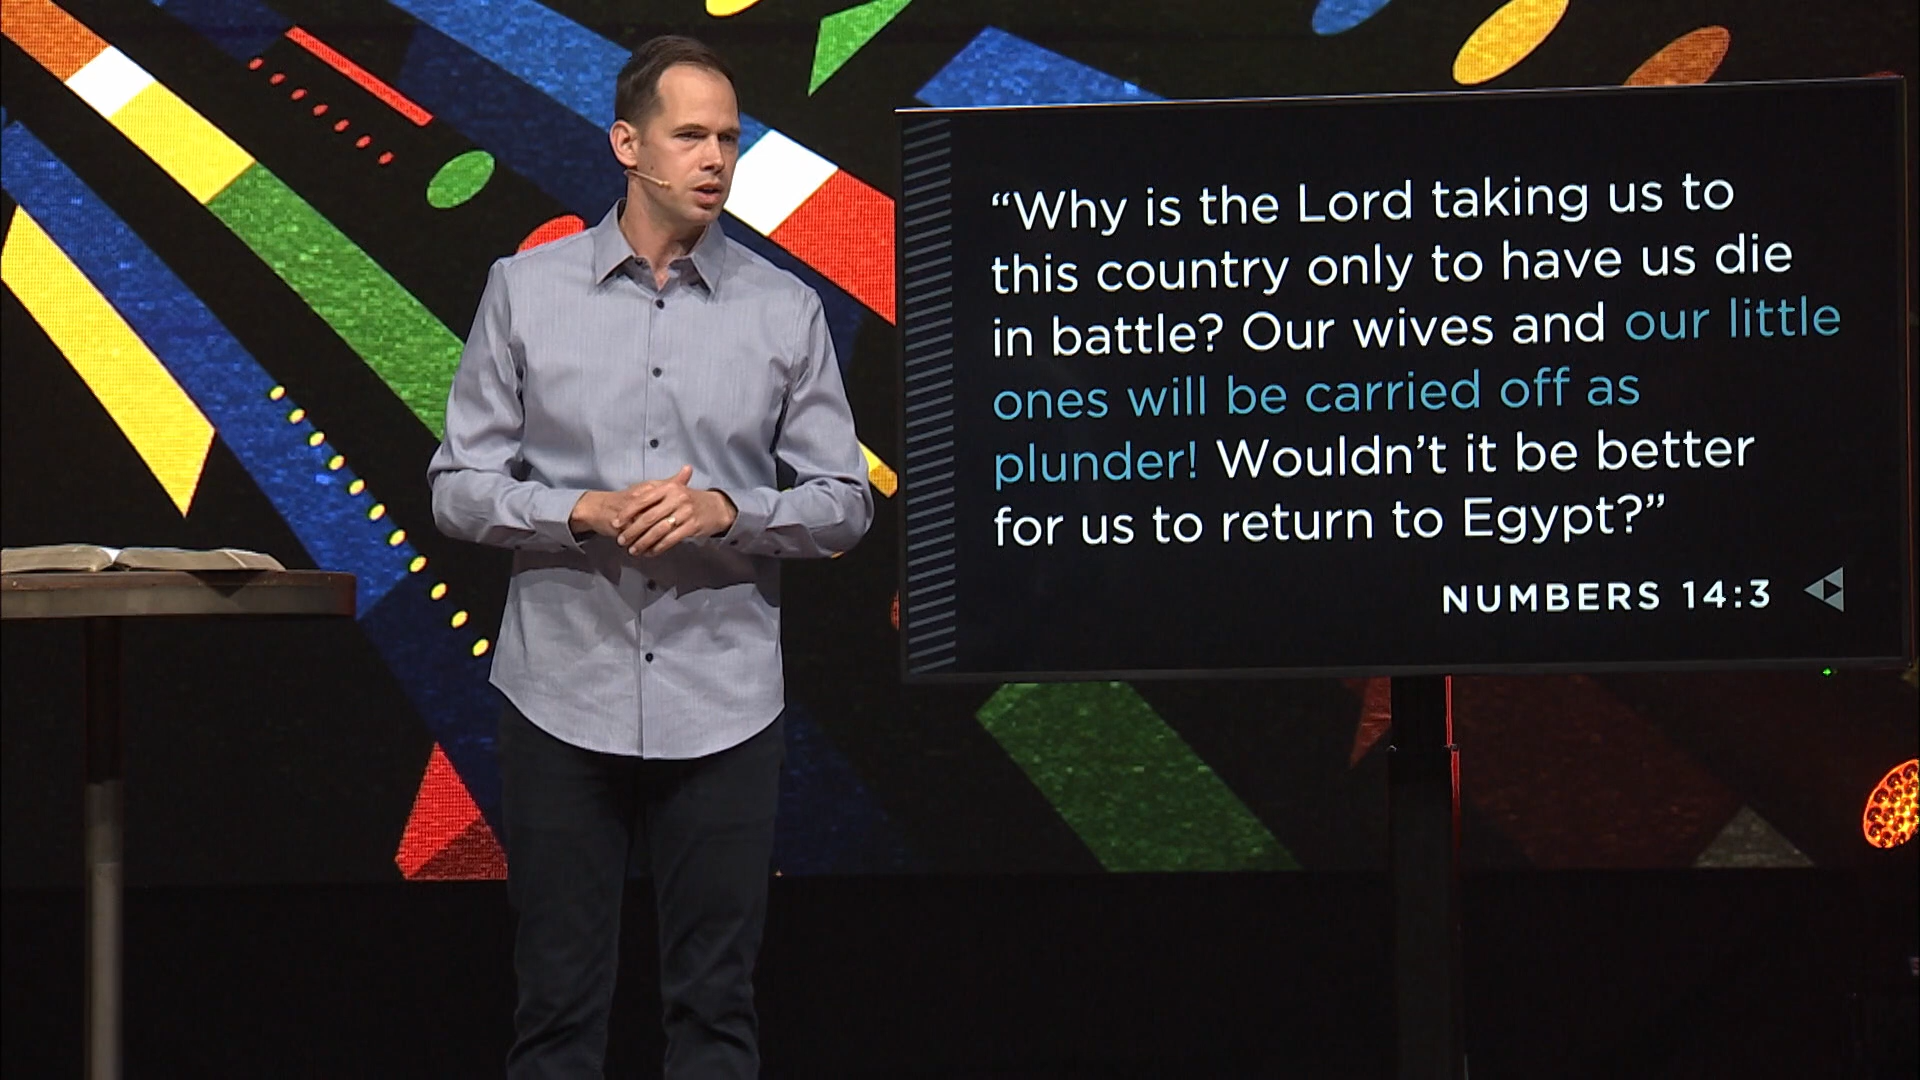 “Why is the Lord taking us to
this country only to have us die
in battle? Our wives and our little
ones will be carried off as
plunder! Wouldn’t it be better
for us to return to Egypt?”
NUMBERS 14:3